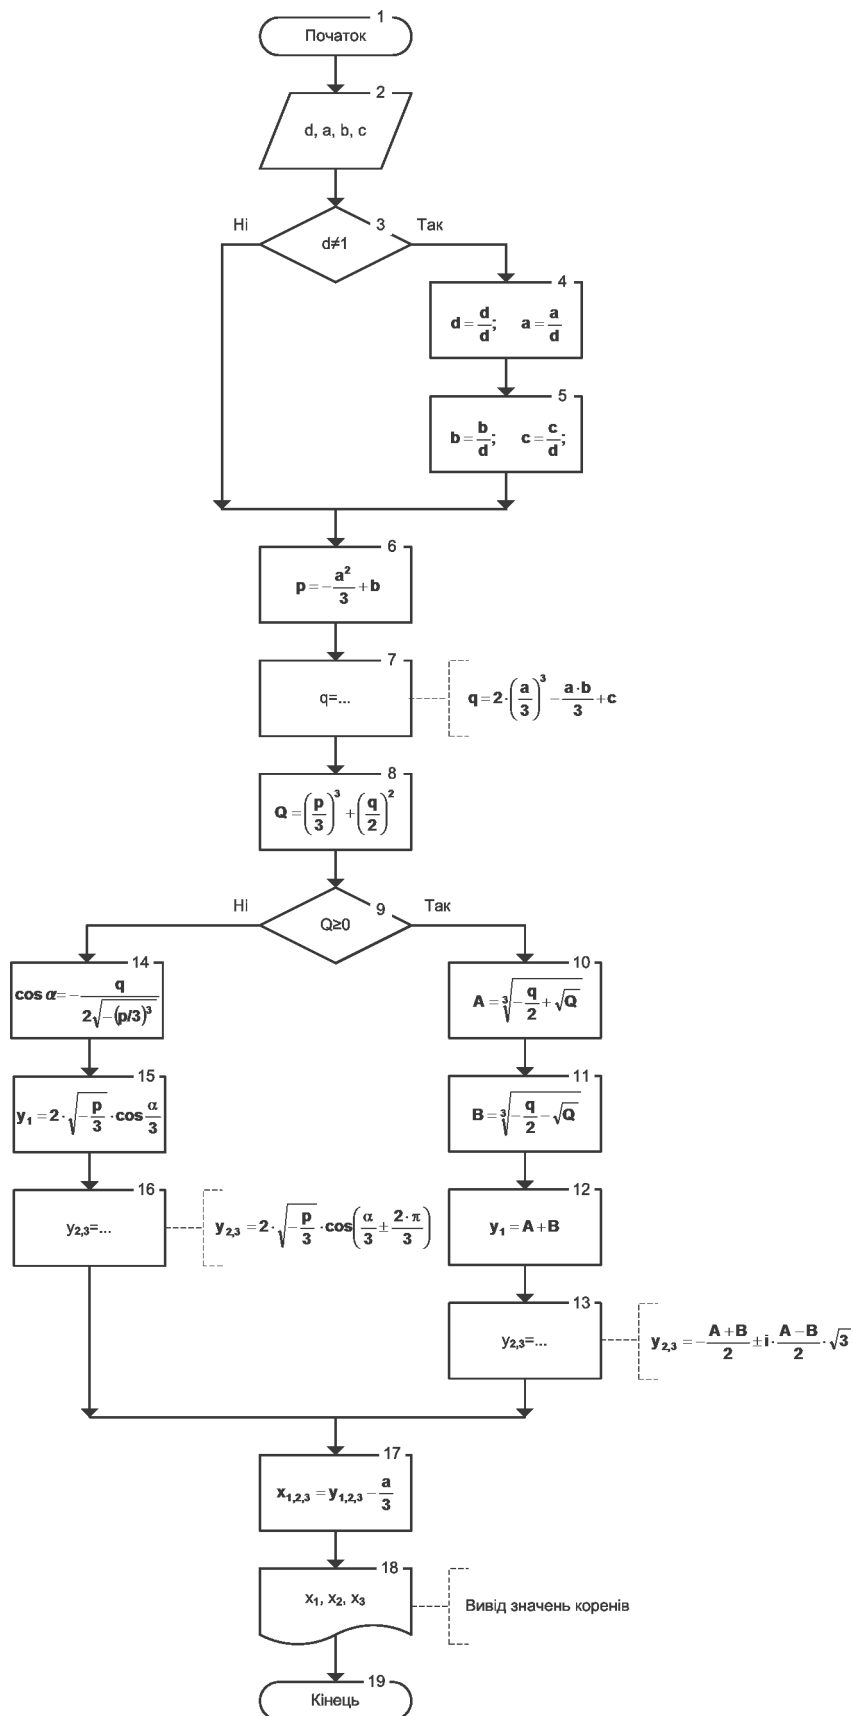 1
Початок
2
d, a, b, c
3
Ні
Так
d≠1
4
d = d/d; a = a/d
5
b = b/d; c = c/d;
6
p = −a²/3 + b
7
q=...
q = 2·(a/3)³ − a·b/3 + c
8
Q = (p/3)³ + (q/2)²
9
Ні
Так
Q≥0
14
cos α = −q/(2√(−(p/3)³))
10
A = ∛(−q/2 + √Q)
15
y₁ = 2·√(−p/3)·cos α/3
11
B = ∛(−q/2 − √Q)
16
y₂,₃=...
y₂,₃ = 2·√(−p/3)·cos(α/3 ± 2·π/3)
12
y₁ = A + B
13
y₂,₃=...
y₂,₃ = −(A+B)/2 ± i·(A−B)/2·√3
17
x₁,₂,₃ = y₁,₂,₃ − a/3
18
x₁, x₂, x₃
Вивід значень коренів
19
Кінець